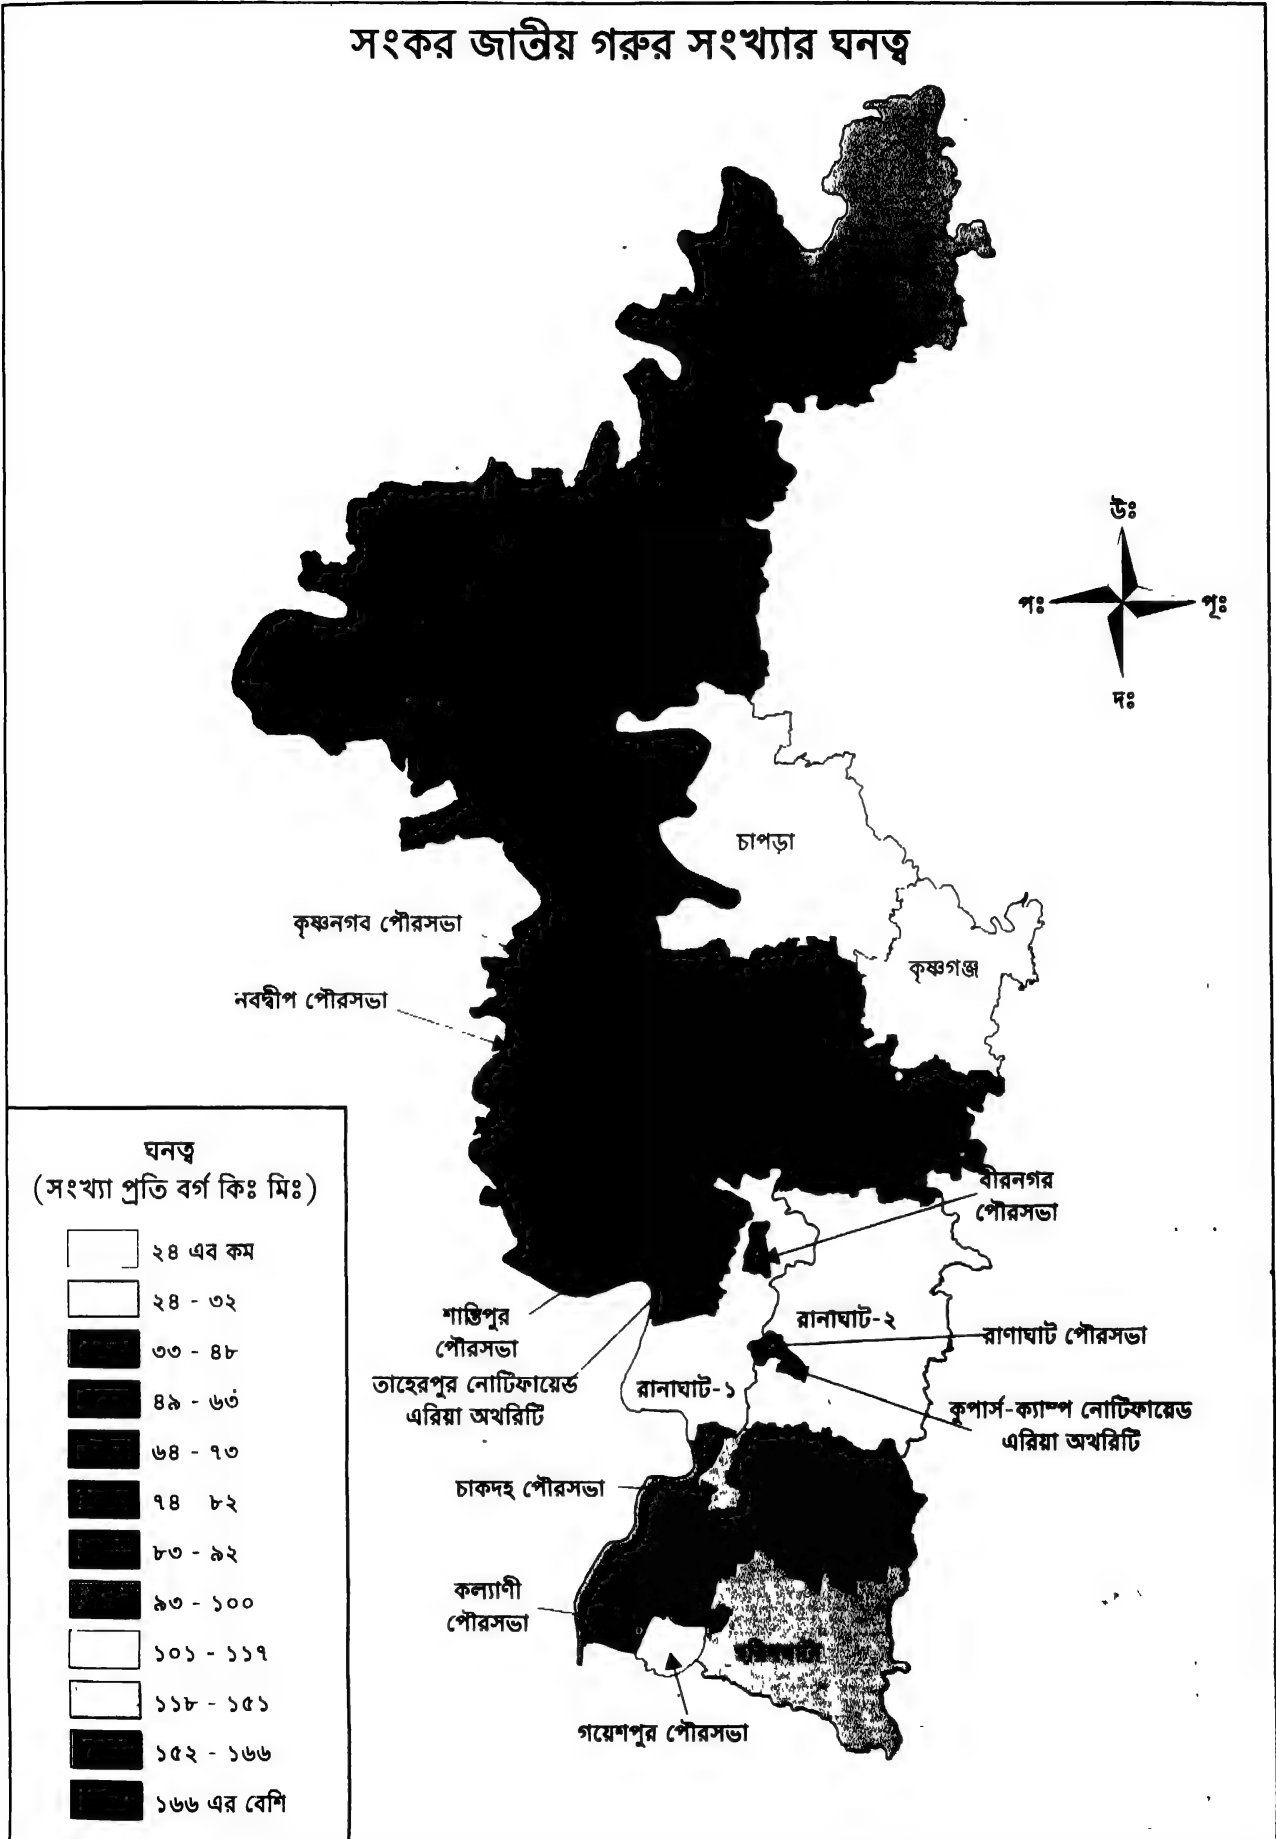 সংকর জাতীয় গরুর সংখ্যার ঘনত্ব
উঃ
পঃ
পূঃ
দঃ
চাপড়া
কৃষ্ণনগব পৌরসভা
কৃষ্ণগঞ্জ
নবদ্বীপ পৌরসভা
বীরনগর
পৌরসভা
শান্তিপুর
পৌরসভা
রানাঘাট-২
রাণাঘাট পৌরসভা
তাহেরপুর নোটিফায়েড
এরিয়া অথরিটি
রানাঘাট-১
কুপার্স-ক্যাম্প নোটিফায়েড
এরিয়া অথরিটি
চাকদহ পৌরসভা
কল্যাণী
পৌরসভা
গয়েশপুর পৌরসভা
ঘনত্ব
(সংখ্যা প্রতি বর্গ কিঃ মিঃ)
২৪ এব কম
২৪ - ৩২
৩৩ - ৪৮
৪৯ - ৬৩
৬৪ - ৭৩
৭৪ ৮২
৮৩ - ৯২
৯৩ - ১০০
১০১ - ১১৭
১১৮ - ১৫১
১৫২ - ১৬৬
১৬৬ এর বেশি